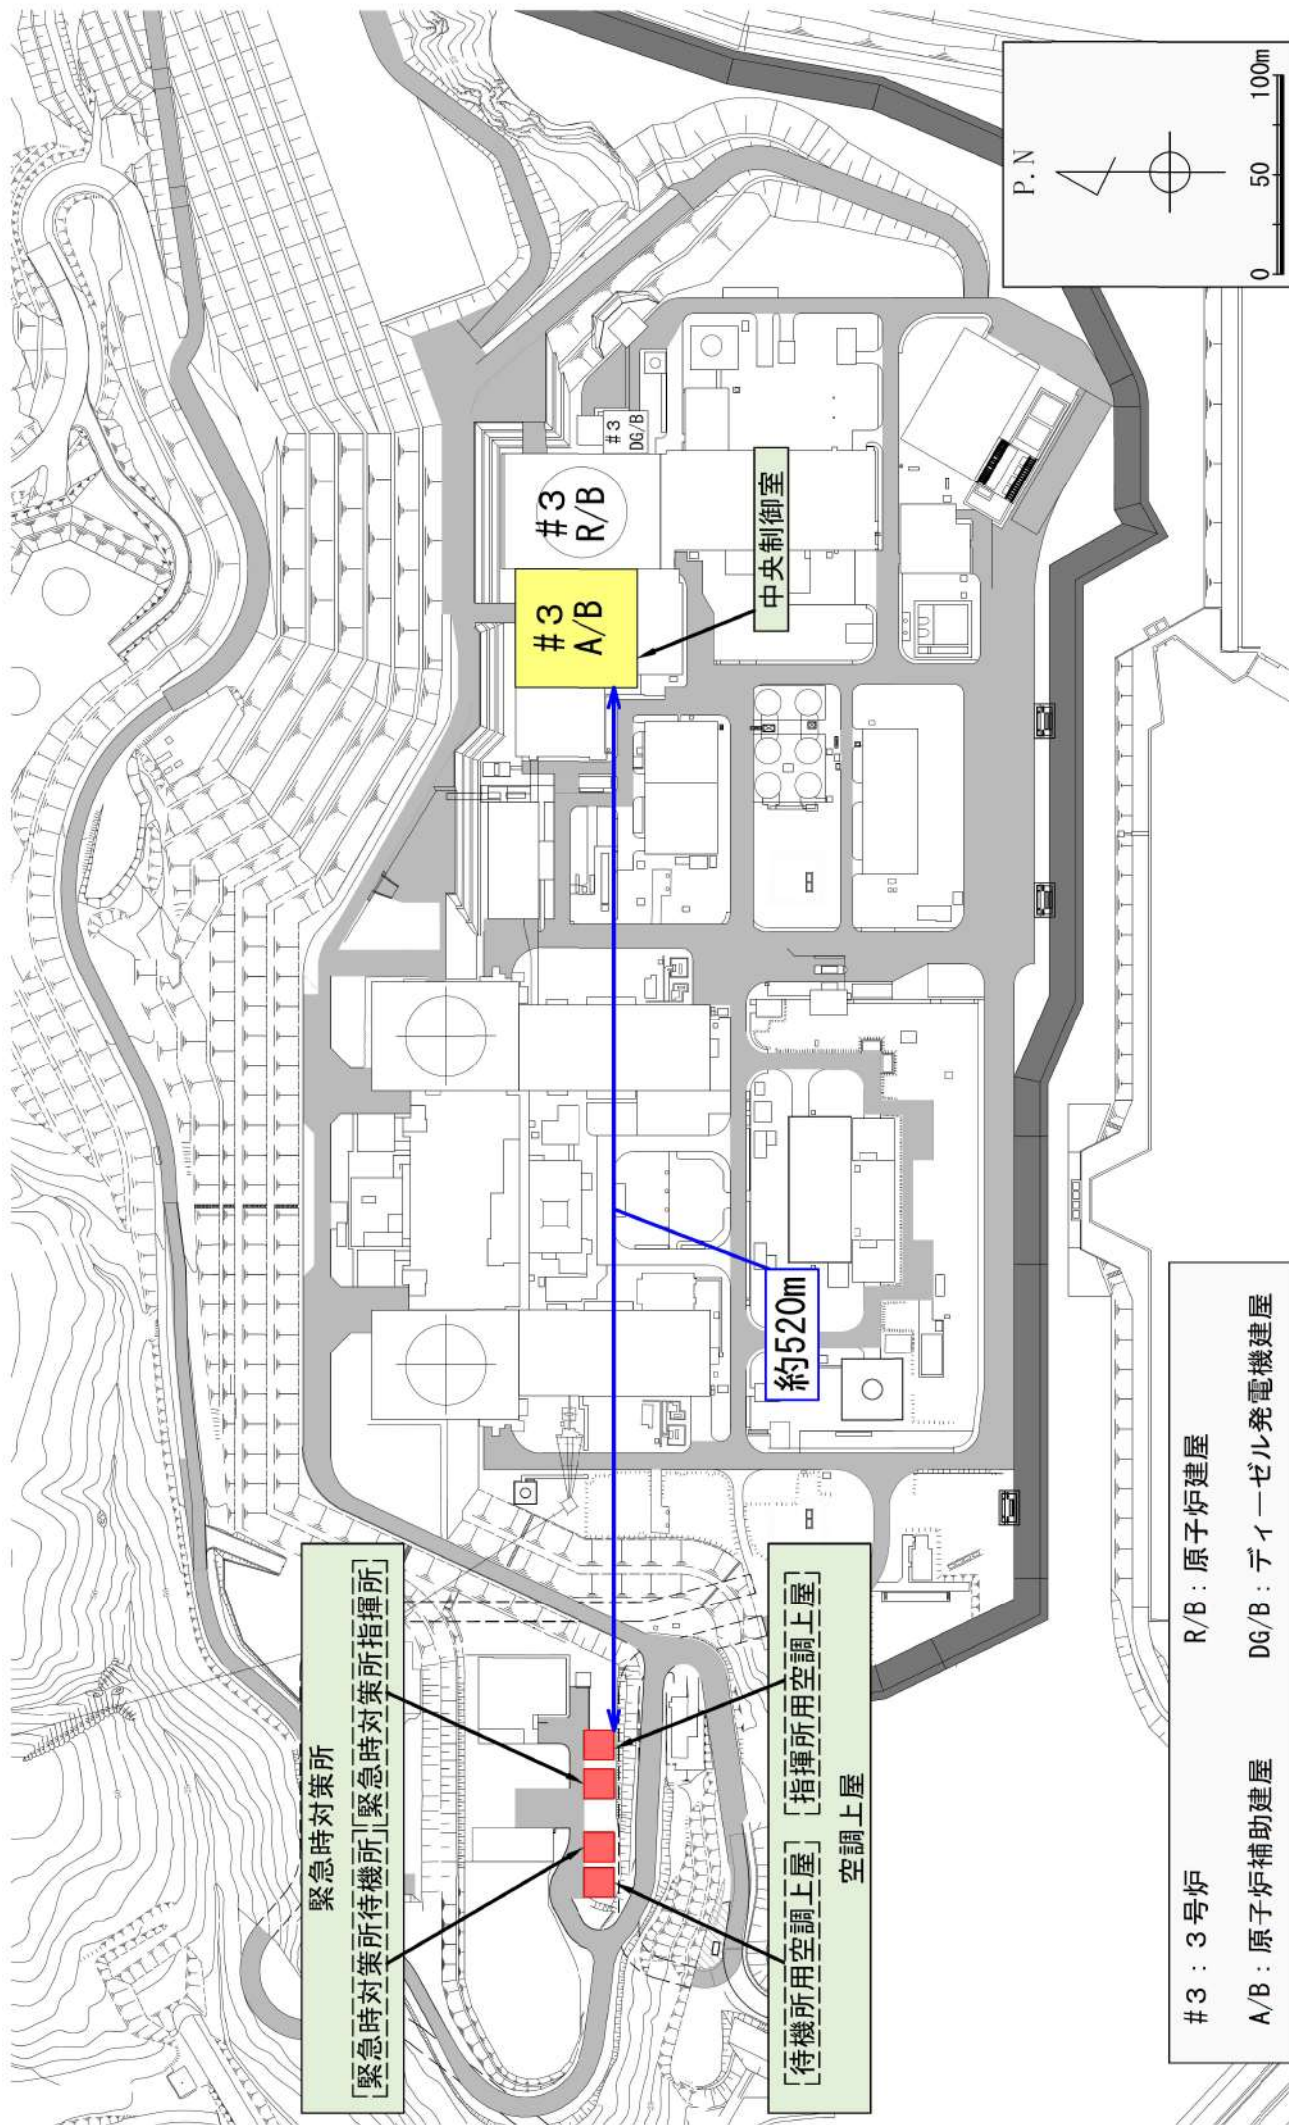 緊急時対策所
[緊急時対策所待機所] [緊急時対策所指揮所]
[待機所用空調上屋] [指揮所用空調上屋]
空調上屋
約520m
#3
A/B
#3
R/B
#3
DG/B
中央制御室
P.N
0 50 100m
#3 : 3号炉 R/B : 原子炉建屋
A/B : 原子炉補助建屋 DG/B : ディーゼル発電機建屋